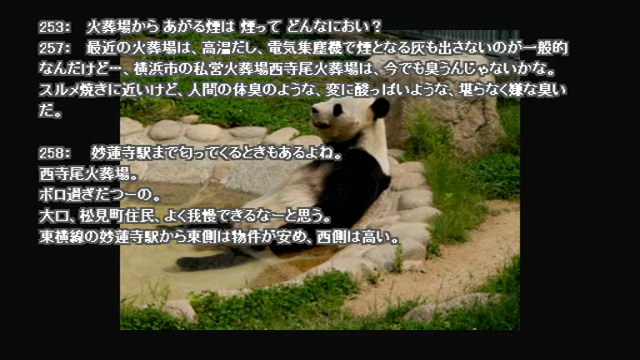 253: 火葬場から あがる煙は 煙って どんなにおい？
257: 最近の火葬場は、高温だし、電気集塵機で煙となる灰も出さないのが一般的
なんだけど…、横浜市の私営火葬場西寺尾火葬場は、今でも臭うんじゃないかな。
スルメ焼きに近いけど、人間の体臭のような、変に酸っぱいような、堪らなく嫌な臭い
だ。
258: 妙蓮寺駅まで匂ってくるときもあるよね。
西寺尾火葬場。
ボロ過ぎだつーの。
大口、松見町住民、よく我慢できるなーと思う。
東横線の妙蓮寺駅から東側は物件が安め、西側は高い。